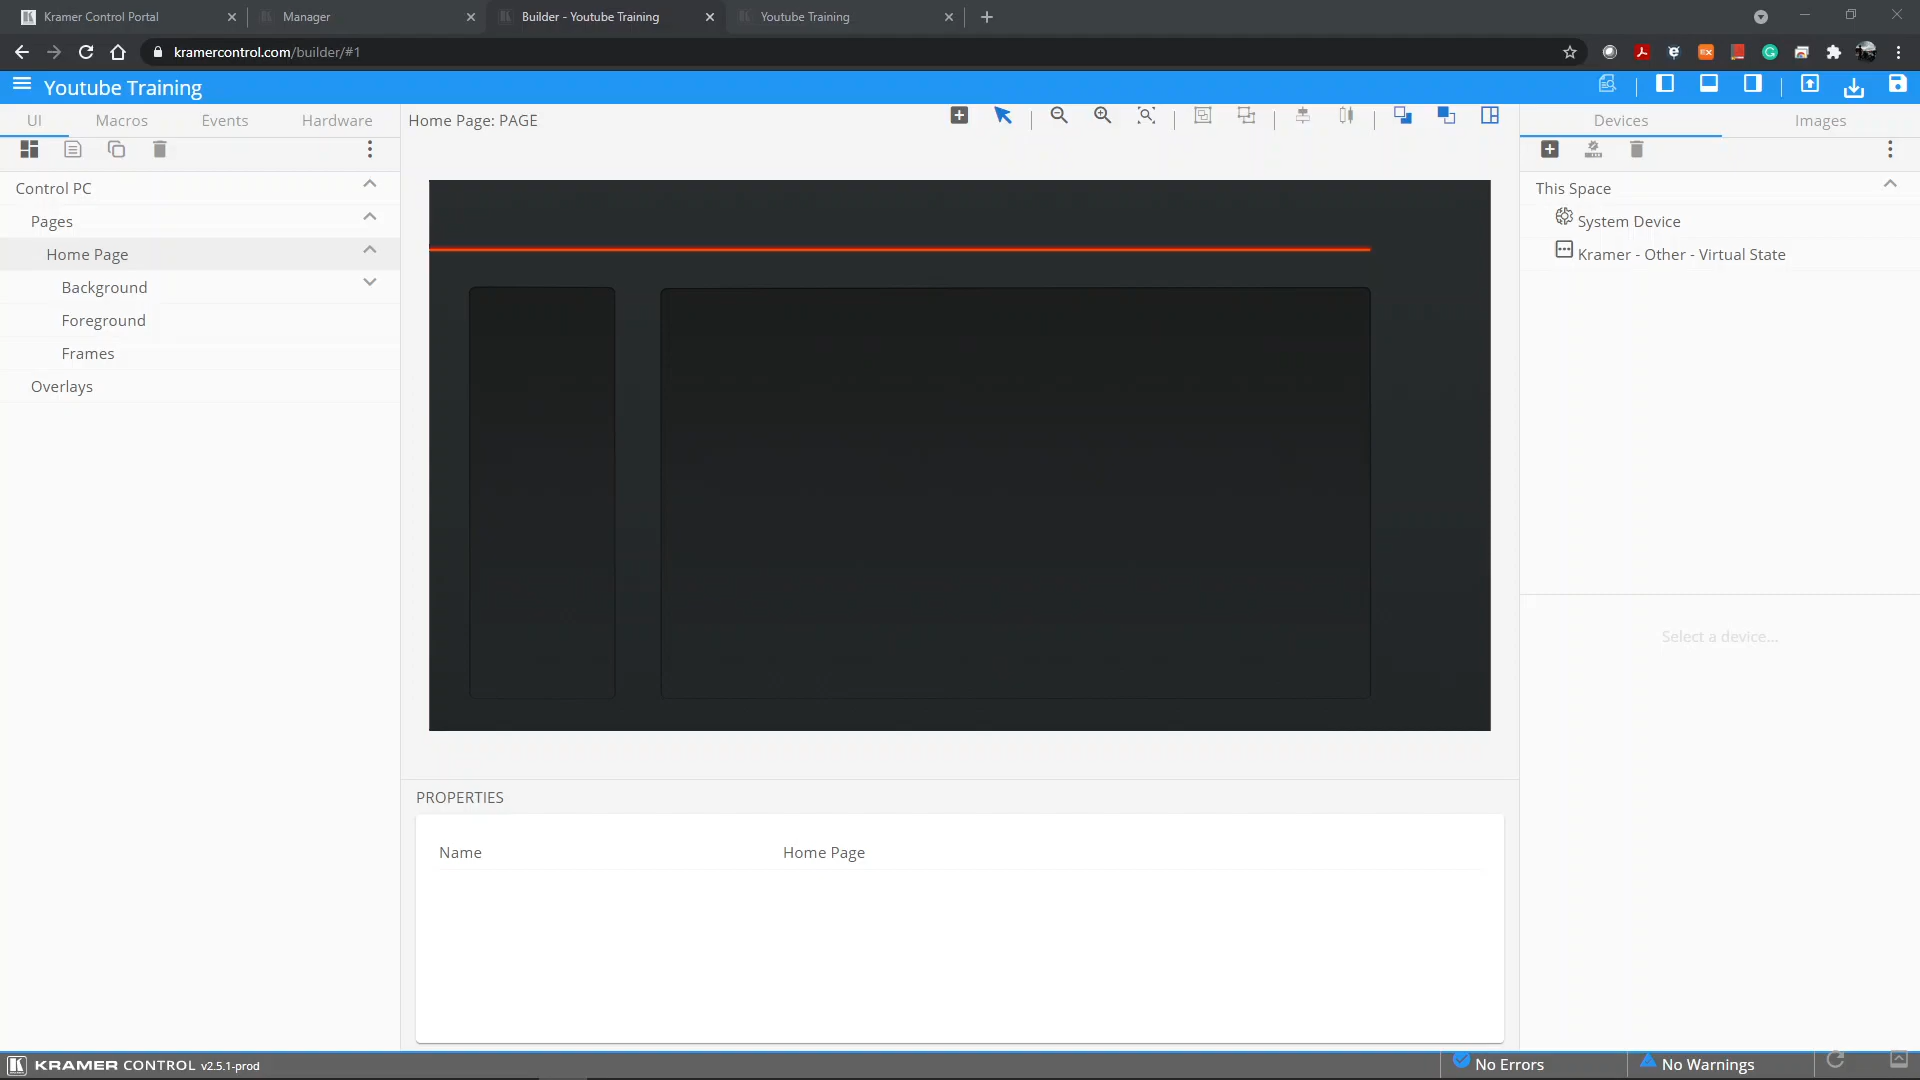 Kramer Control Portal
Manager
Builder - Youtube Training
Youtube Training
kramercontrol.com/builder/#1
Youtube Training
UI
Macros
Events
Hardware
Home Page: PAGE
Devices
Images
Control PC
Pages
Home Page
Background
Foreground
Frames
Overlays
This Space
System Device
Kramer - Other - Virtual State
Select a device...
PROPERTIES
Name
Home Page
KRAMER CONTROL v2.5.1-prod
No Errors
No Warnings